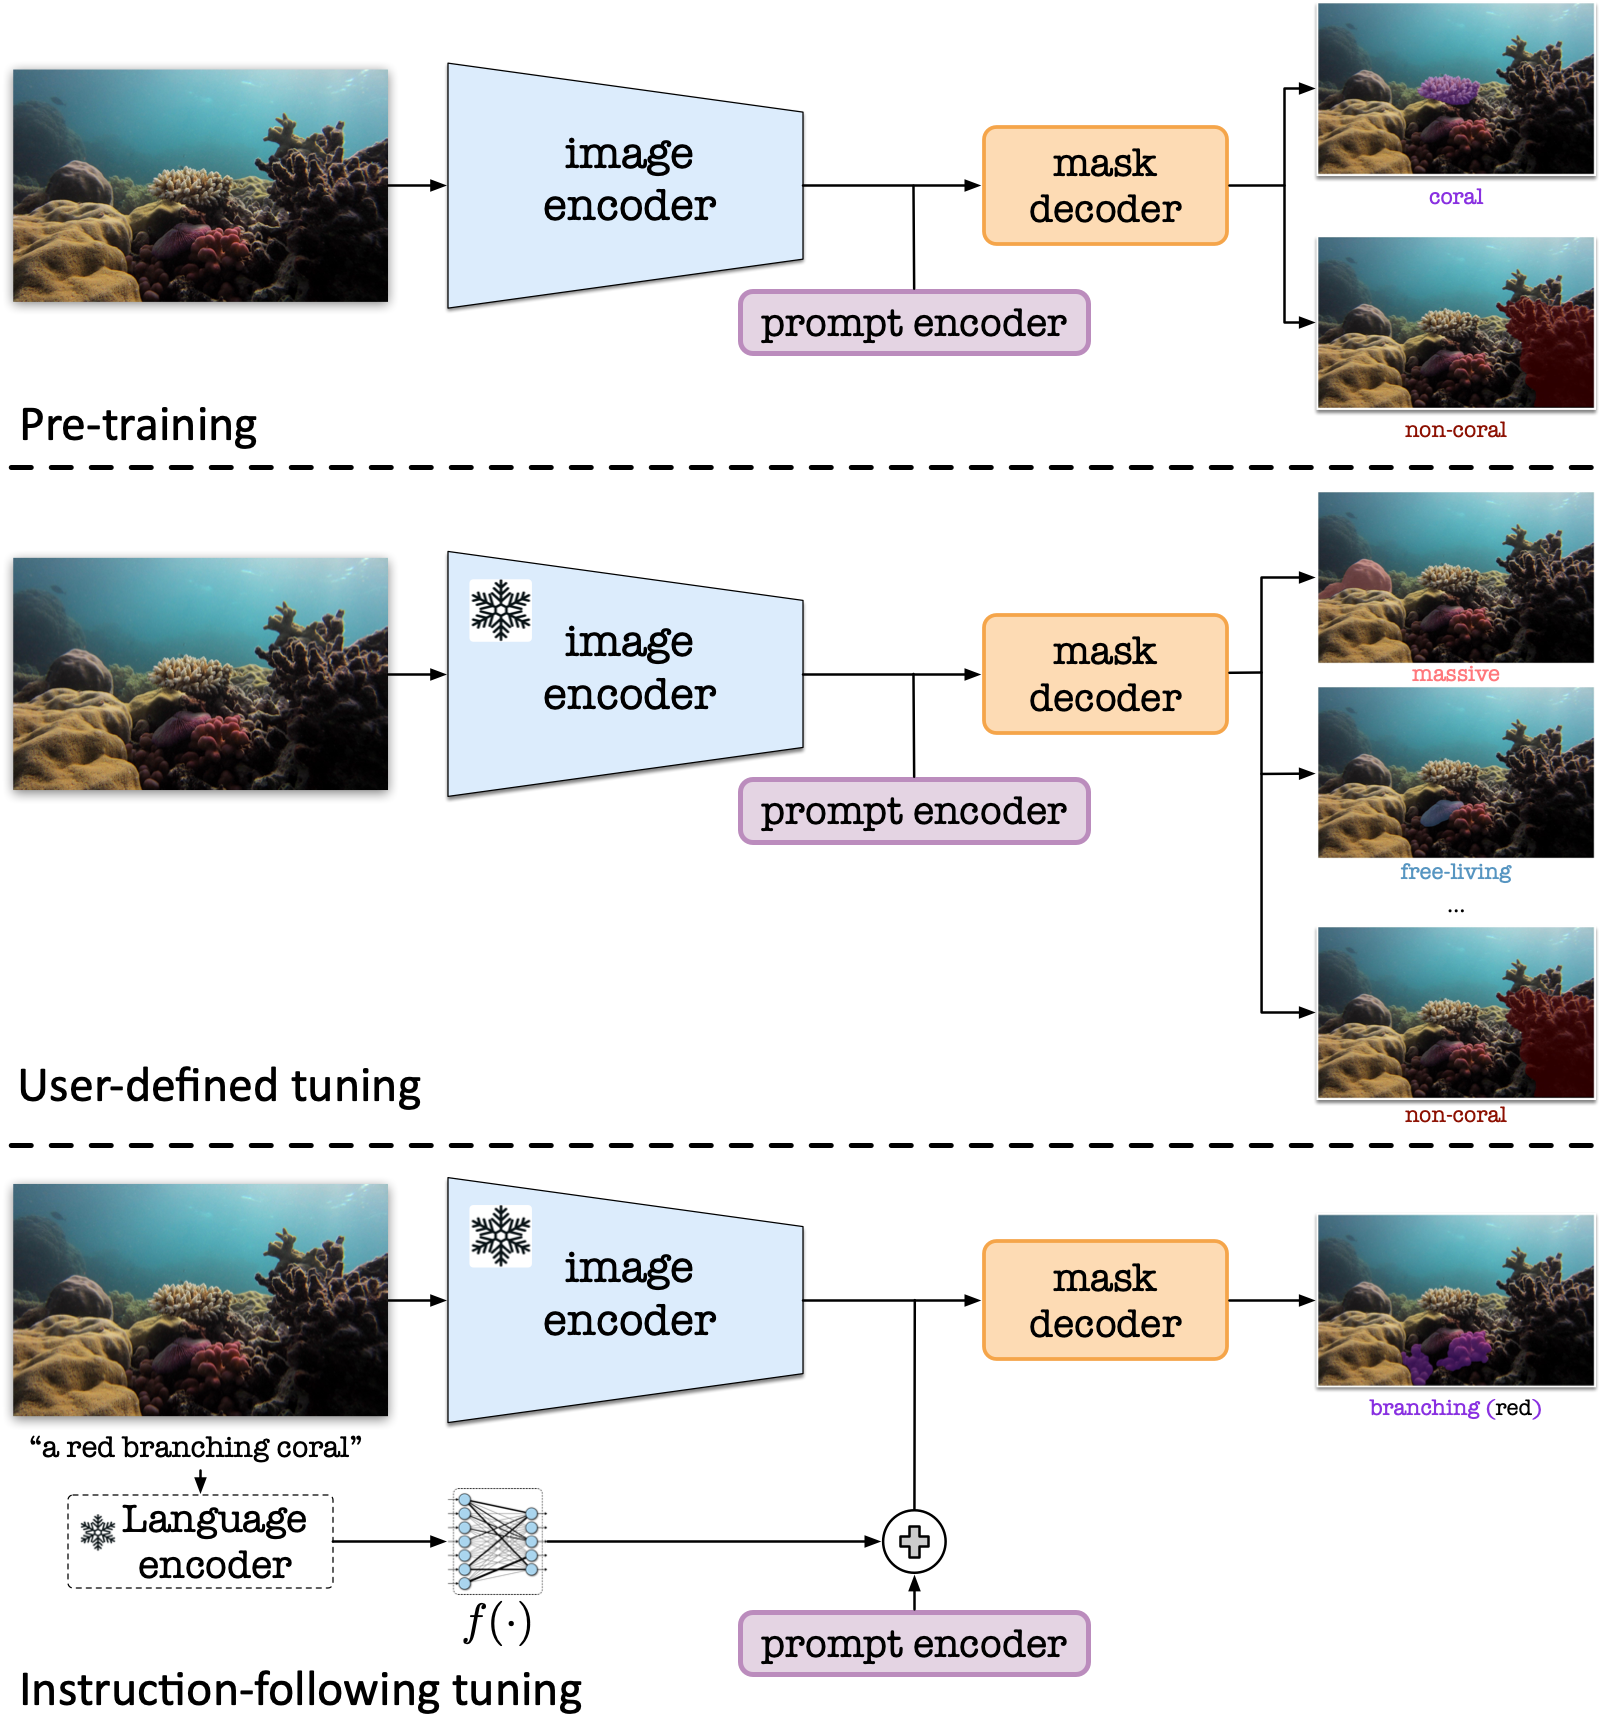 image
encoder
mask
decoder
prompt encoder
coral
non-coral
Pre-training
image
encoder
mask
decoder
prompt encoder
massive
free-living
...
non-coral
User-defined tuning
image
encoder
mask
decoder
branching (red)
“a red branching coral”
Language
encoder
f(·)
prompt encoder
Instruction-following tuning